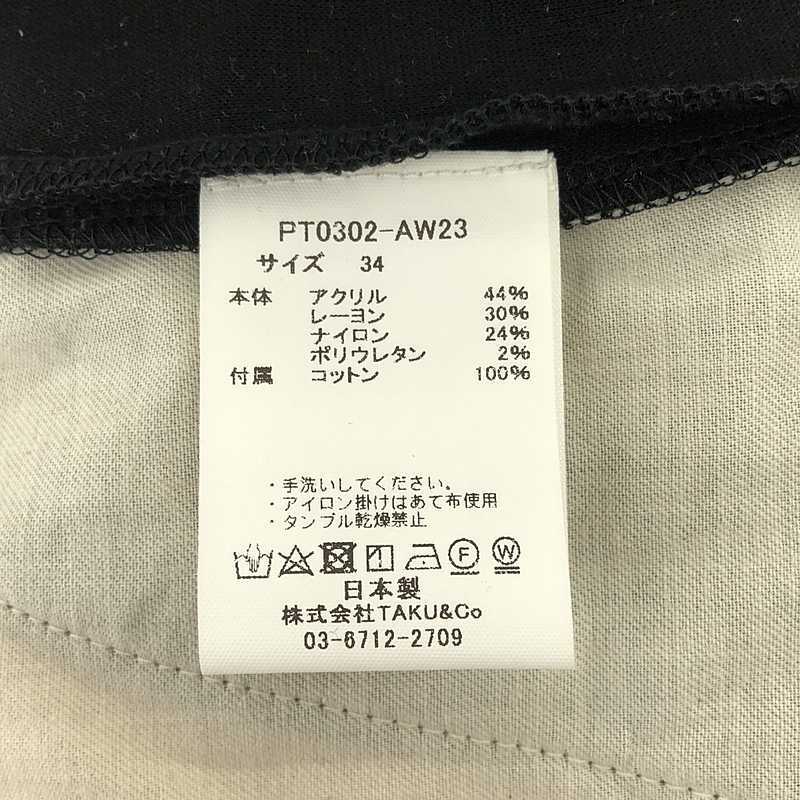 PT0302-AW23
サイズ 34
本体 アクリル 44%
レーヨン 30%
ナイロン 24%
ポリウレタン 2%
付属 コットン 100%
・手洗いしてください。
・アイロン掛けはあて布使用
・タンブル乾燥禁止
F W
日本製
株式会社TAKU&Co
03-6712-2709